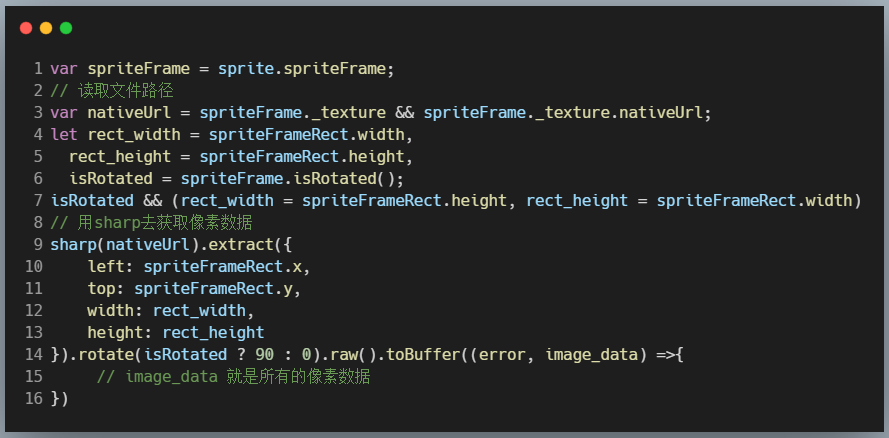 1 var spriteFrame = sprite.spriteFrame;
2 // 读取文件路径
3 var nativeUrl = spriteFrame._texture && spriteFrame._texture.nativeUrl;
4 let rect_width = spriteFrameRect.width,
5   rect_height = spriteFrameRect.height,
6   isRotated = spriteFrame.isRotated();
7 isRotated && (rect_width = spriteFrameRect.height, rect_height = spriteFrameRect.width)
8 // 用sharp去获取像素数据
9 sharp(nativeUrl).extract({
10     left: spriteFrameRect.x,
11     top: spriteFrameRect.y,
12     width: rect_width,
13     height: rect_height
14 }).rotate(isRotated ? 90 : 0).raw().toBuffer((error, image_data) =>{
15      // image_data 就是所有的像素数据
16 })